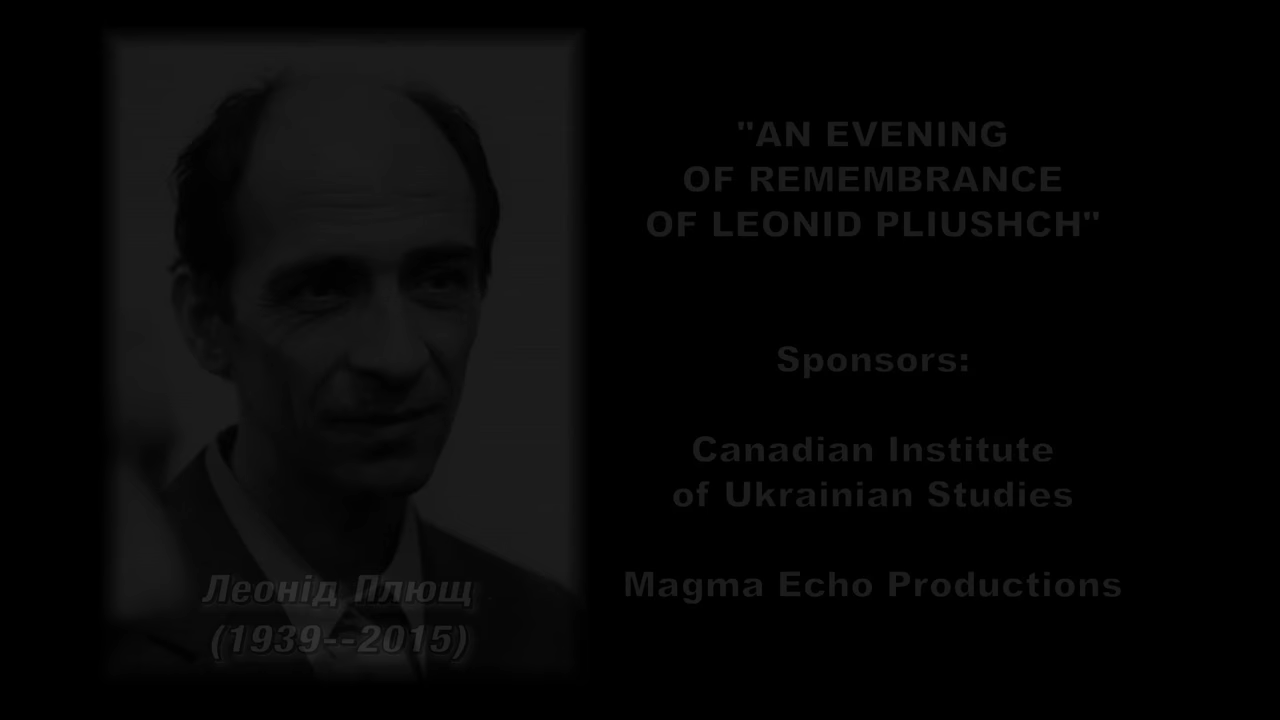 "AN EVENING
OF REMEMBRANCE
OF LEONID PLIUSHCH"
Sponsors:
Canadian Institute
of Ukrainian Studies
Magma Echo Productions
Леонід Плющ
(1939--2015)